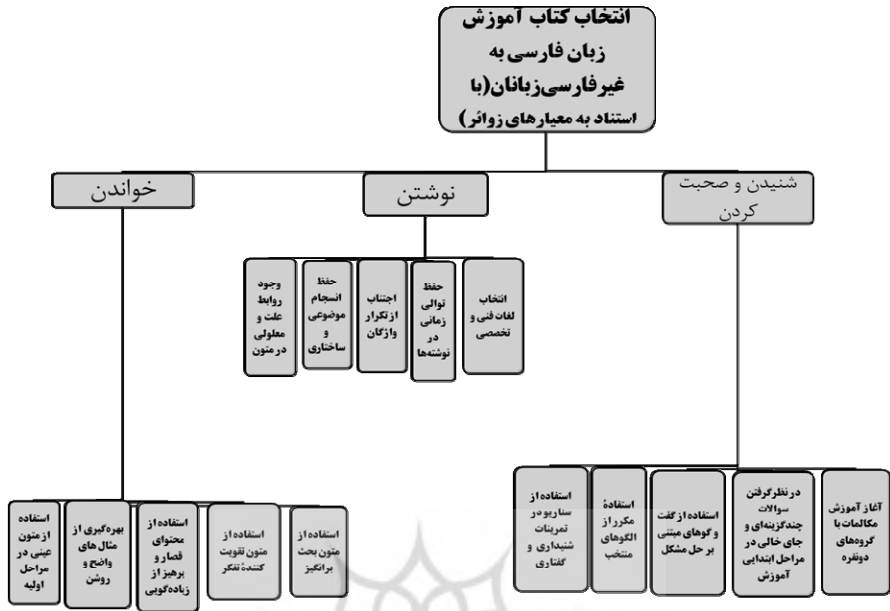 انتخاب کتاب آموزش
زبان فارسی به
غیرفارسی‌زبانان(با
استناد به معیارهای زوائر)
شنیدن و صحبت
کردن
نوشتن
خواندن
انتخاب
لغات فنی و
تخصصی
حفظ
توالی
زمانی
در
نوشته‌ها
اجتناب
از تکرار
واژگان
حفظ
انسجام
موضوعی
و
ساختاری
وجود
روابط
علت و
معلولی
در متون
آغاز آموزش
مکالمات با
گروه‌های
دونفره
در نظر گرفتن
سوالات
چندگزینه‌ای و
جای خالی در
مراحل ابتدایی
آموزش
استفاده از گفت
و گوهای مبتنی
بر حل مشکل
استفادهٔ
مکرر از
الگوهای
منتخب
استفاده از
سناریو در
تمرینات
شنیداری و
گفتاری
استفاده از
متون بحث
برانگیز
استفاده از
متون تقویت
کنندهٔ تفکر
استفاده از
محتوای
قصار و
پرهیز از
زیاده‌گویی
بهره‌گیری از
مثال های
واضح و
روشن
استفاده
از متون
عینی در
مراحل
اولیه